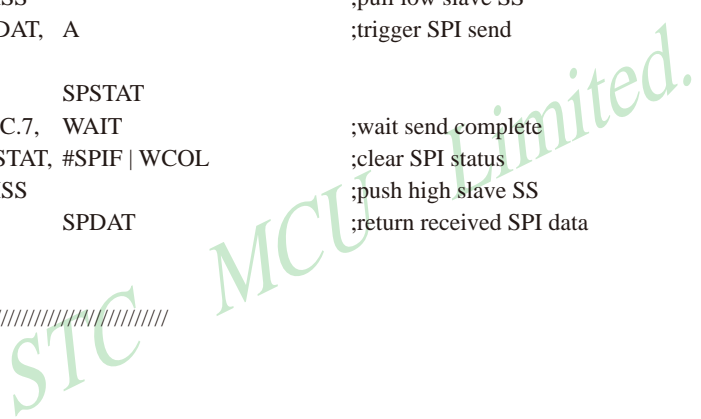 SS ;pull low slave SS
DAT, A ;trigger SPI send
SPSTAT
C.7, WAIT ;wait send complete
STAT, #SPIF | WCOL ;clear SPI status
SS ;push high slave SS
SPDAT ;return received SPI data
///////////////////////////
STC MCU Limited.